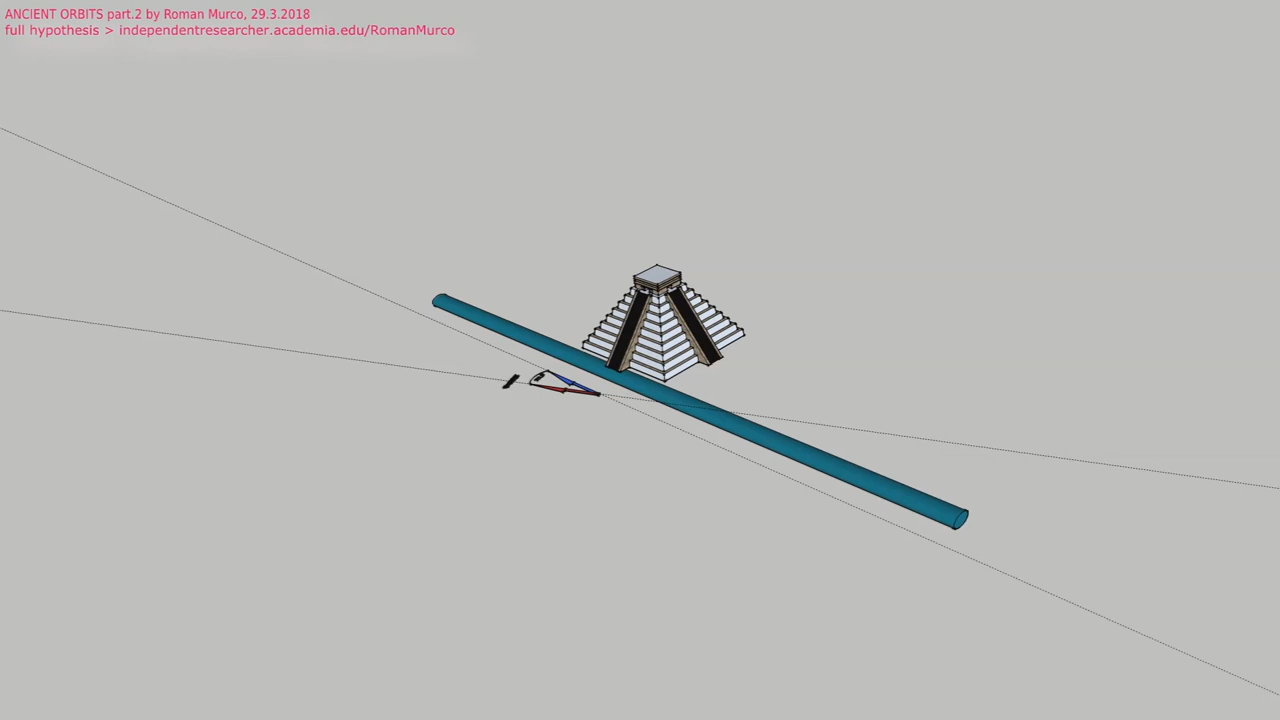 ANCIENT ORBITS part.2 by Roman Murco, 29.3.2018
full hypothesis > independentresearcher.academia.edu/RomanMurco